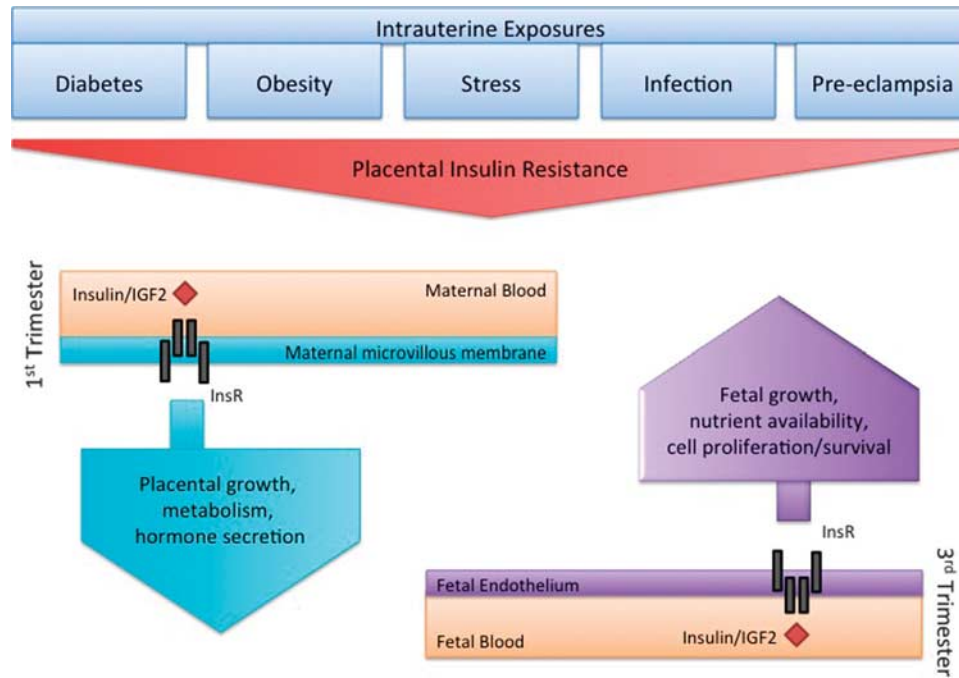 Intrauterine Exposures
Diabetes
Obesity
Stress
Infection
Pre-eclampsia
Placental Insulin Resistance
1st Trimester
Insulin/IGF2
Maternal Blood
Maternal microvillous membrane
InsR
Placental growth,
metabolism,
hormone secretion
Fetal growth,
nutrient availability,
cell proliferation/survival
InsR
Fetal Endothelium
Fetal Blood
Insulin/IGF2
3rd Trimester